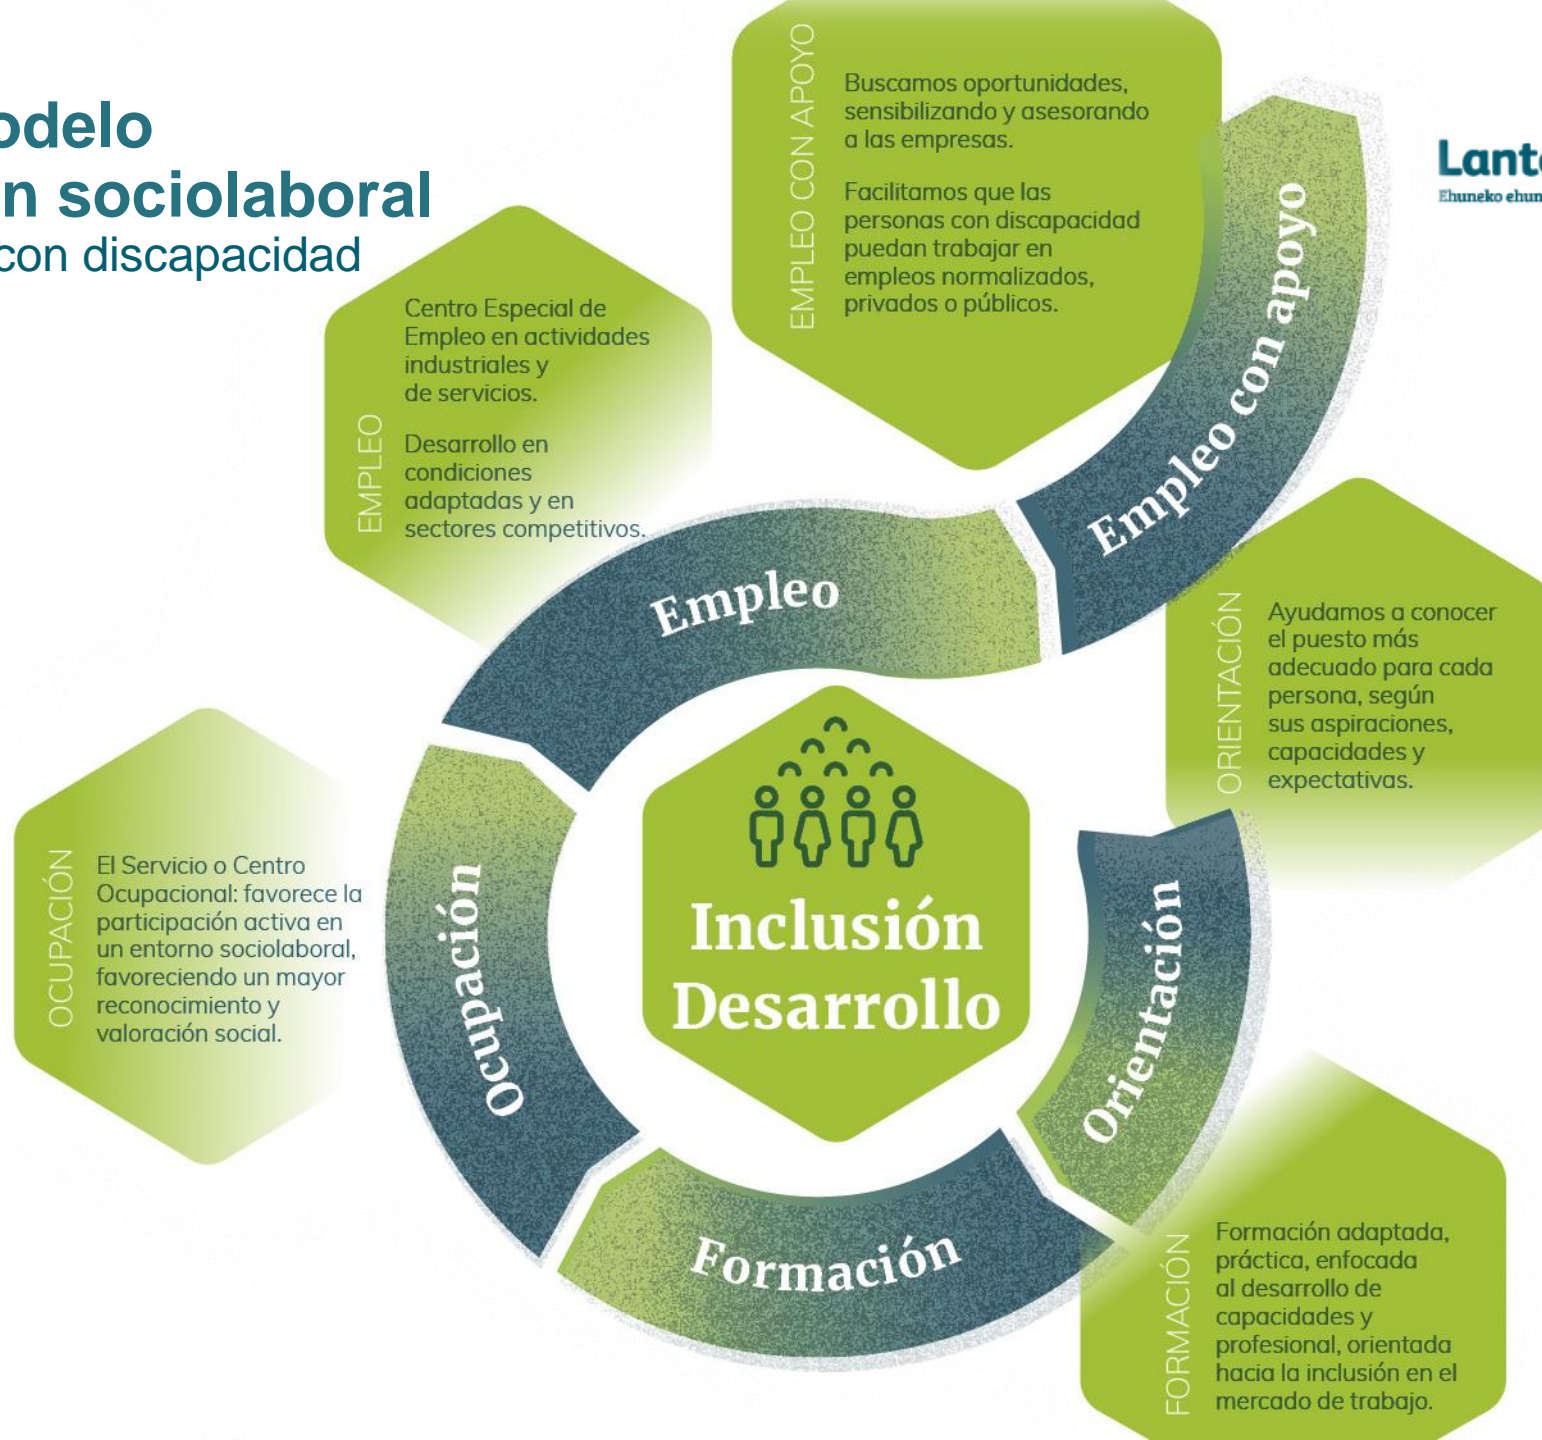 odelo
n sociolaboral
con discapacidad
EMPLEO CON APOYO
Buscamos oportunidades,
sensibilizando y asesorando
a las empresas.
Facilitamos que las
personas con discapacidad
puedan trabajar en
empleos normalizados,
privados o públicos.
Lant
Ehuneko ehun
EMPLEO
Centro Especial de
Empleo en actividades
industriales y
de servicios.
Desarrollo en
condiciones
adaptadas y en
sectores competitivos.
Empleo con apoyo
Empleo
ORIENTACIÓN
Ayudamos a conocer
el puesto más
adecuado para cada
persona, según
sus aspiraciones,
capacidades y
expectativas.
OCUPACIÓN
El Servicio o Centro
Ocupacional: favorece la
participación activa en
un entorno sociolaboral,
favoreciendo un mayor
reconocimiento y
valoración social.
Ocupación
Inclusión
Desarrollo
Orientación
Formación
FORMACIÓN
Formación adaptada,
práctica, enfocada
al desarrollo de
capacidades y
profesional, orientada
hacia la inclusión en el
mercado de trabajo.